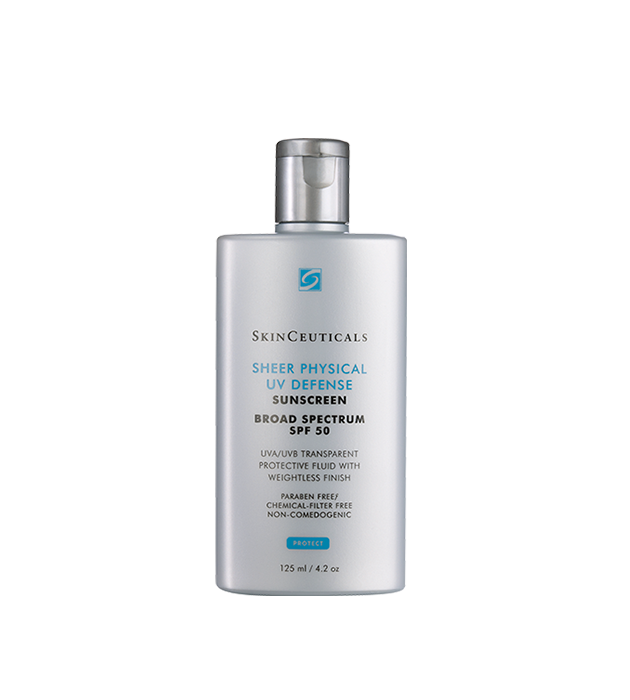 SKINCEUTICALS
SHEER PHYSICAL
UV DEFENSE
SUNSCREEN
BROAD SPECTRUM
SPF 50
UVA/UVB TRANSPARENT
PROTECTIVE FLUID WITH
WEIGHTLESS FINISH
PARABEN FREE/
CHEMICAL-FILTER FREE
NON-COMEDOGENIC
PROTECT
125 ml / 4.2 oz